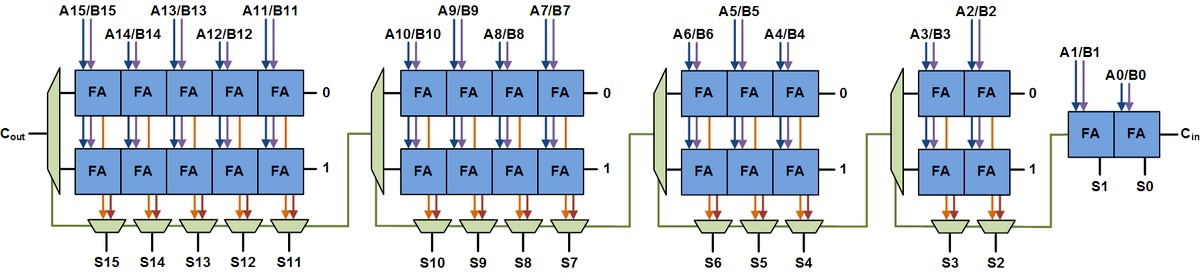 A15/B15 A13/B13 A11/B11 A9/B9 A7/B7 A5/B5 A2/B2
A14/B14 A12/B12 A10/B10 A8/B8 A6/B6 A4/B4 A3/B3
A1/B1
A0/B0
FA FA FA FA FA 0 FA FA FA FA 0 FA FA FA 0 FA FA 0
Cout FA FA Cin
FA FA FA FA FA 1 FA FA FA FA 1 FA FA FA 1 FA FA 1
S1 S0
S15 S14 S13 S12 S11 S10 S9 S8 S7 S6 S5 S4 S3 S2